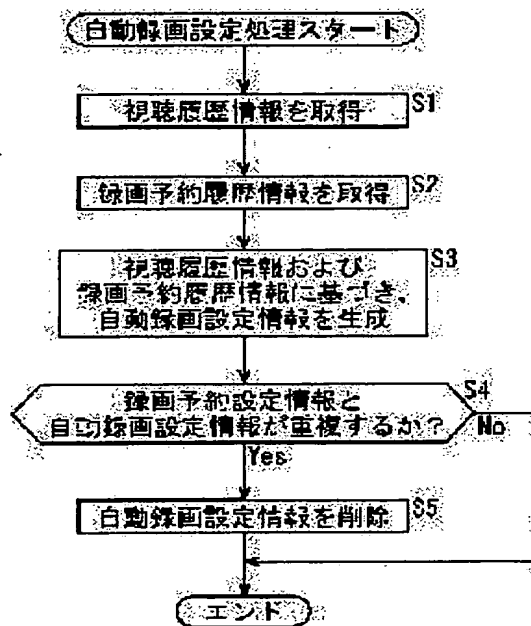 自動録画設定処理スタート
視聴履歴情報を取得
S1
録画予約履歴情報を取得
S2
視聴履歴情報および
録画予約履歴情報に基づき、
自動録画設定情報を生成
S3
録画予約設定情報と
自動録画設定情報が重複するか?
S4
No
Yes
自動録画設定情報を削除
S5
エンド